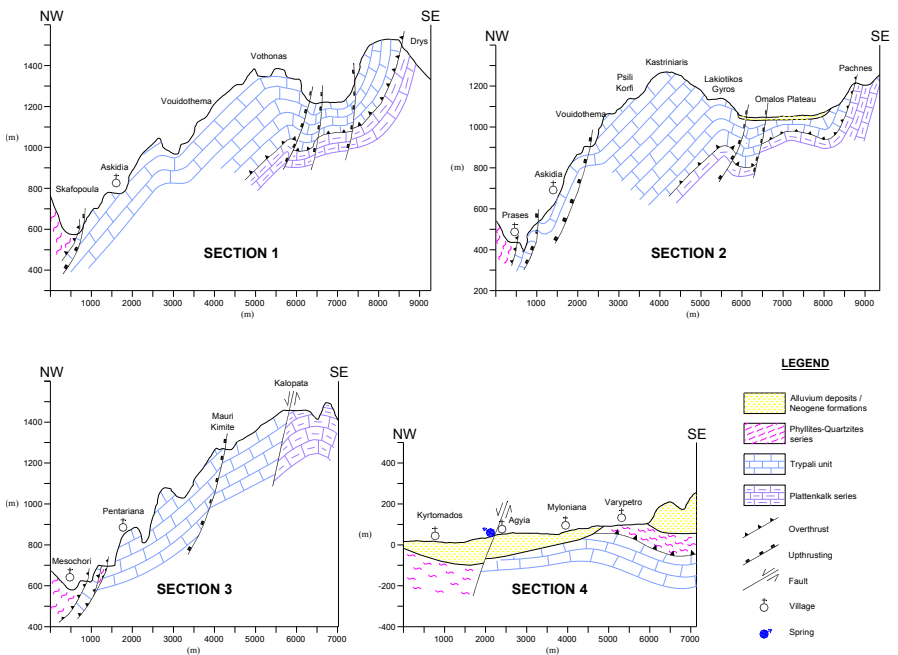 NW
SE
Drys
Vothonas
Vouidothema
Askidia
Skafopoula
1400
1200
1000
800
600
400
(m)
SECTION 1
1000 2000 3000 4000 5000 6000 7000 8000 9000
(m)
NW
SE
Kastriniaris
Pachnes
Psili
Korfi
Lakiotikos
Gyros
Omalos Plateau
Vouidothema
Askidia
Prases
1400
1200
1000
800
600
400
200
(m)
SECTION 2
1000 2000 3000 4000 5000 6000 7000 8000 9000
(m)
NW
SE
Kalopata
Mauri
Kimite
Pentariana
Mesochori
1400
1200
1000
800
600
400
(m)
SECTION 3
1000 2000 3000 4000 5000 6000 7000
(m)
NW
SE
Kyrtomados
Agyia
Myloniana
Varypetro
400
200
0
-200
-400
(m)
SECTION 4
0 1000 2000 3000 4000 5000 6000 7000
(m)
LEGEND
Alluvium deposits /
Neogene formations
Phyllites-Quartzites
series
Trypali unit
Plattenkalk series
Overthrust
Upthrusting
Fault
Village
Spring